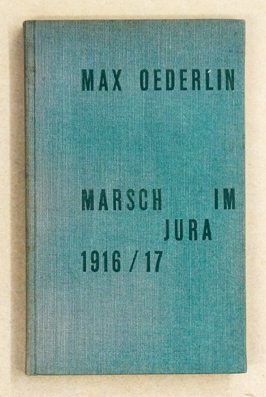 MAX OEDERLIN
MARSCH IM
JURA
1916/17